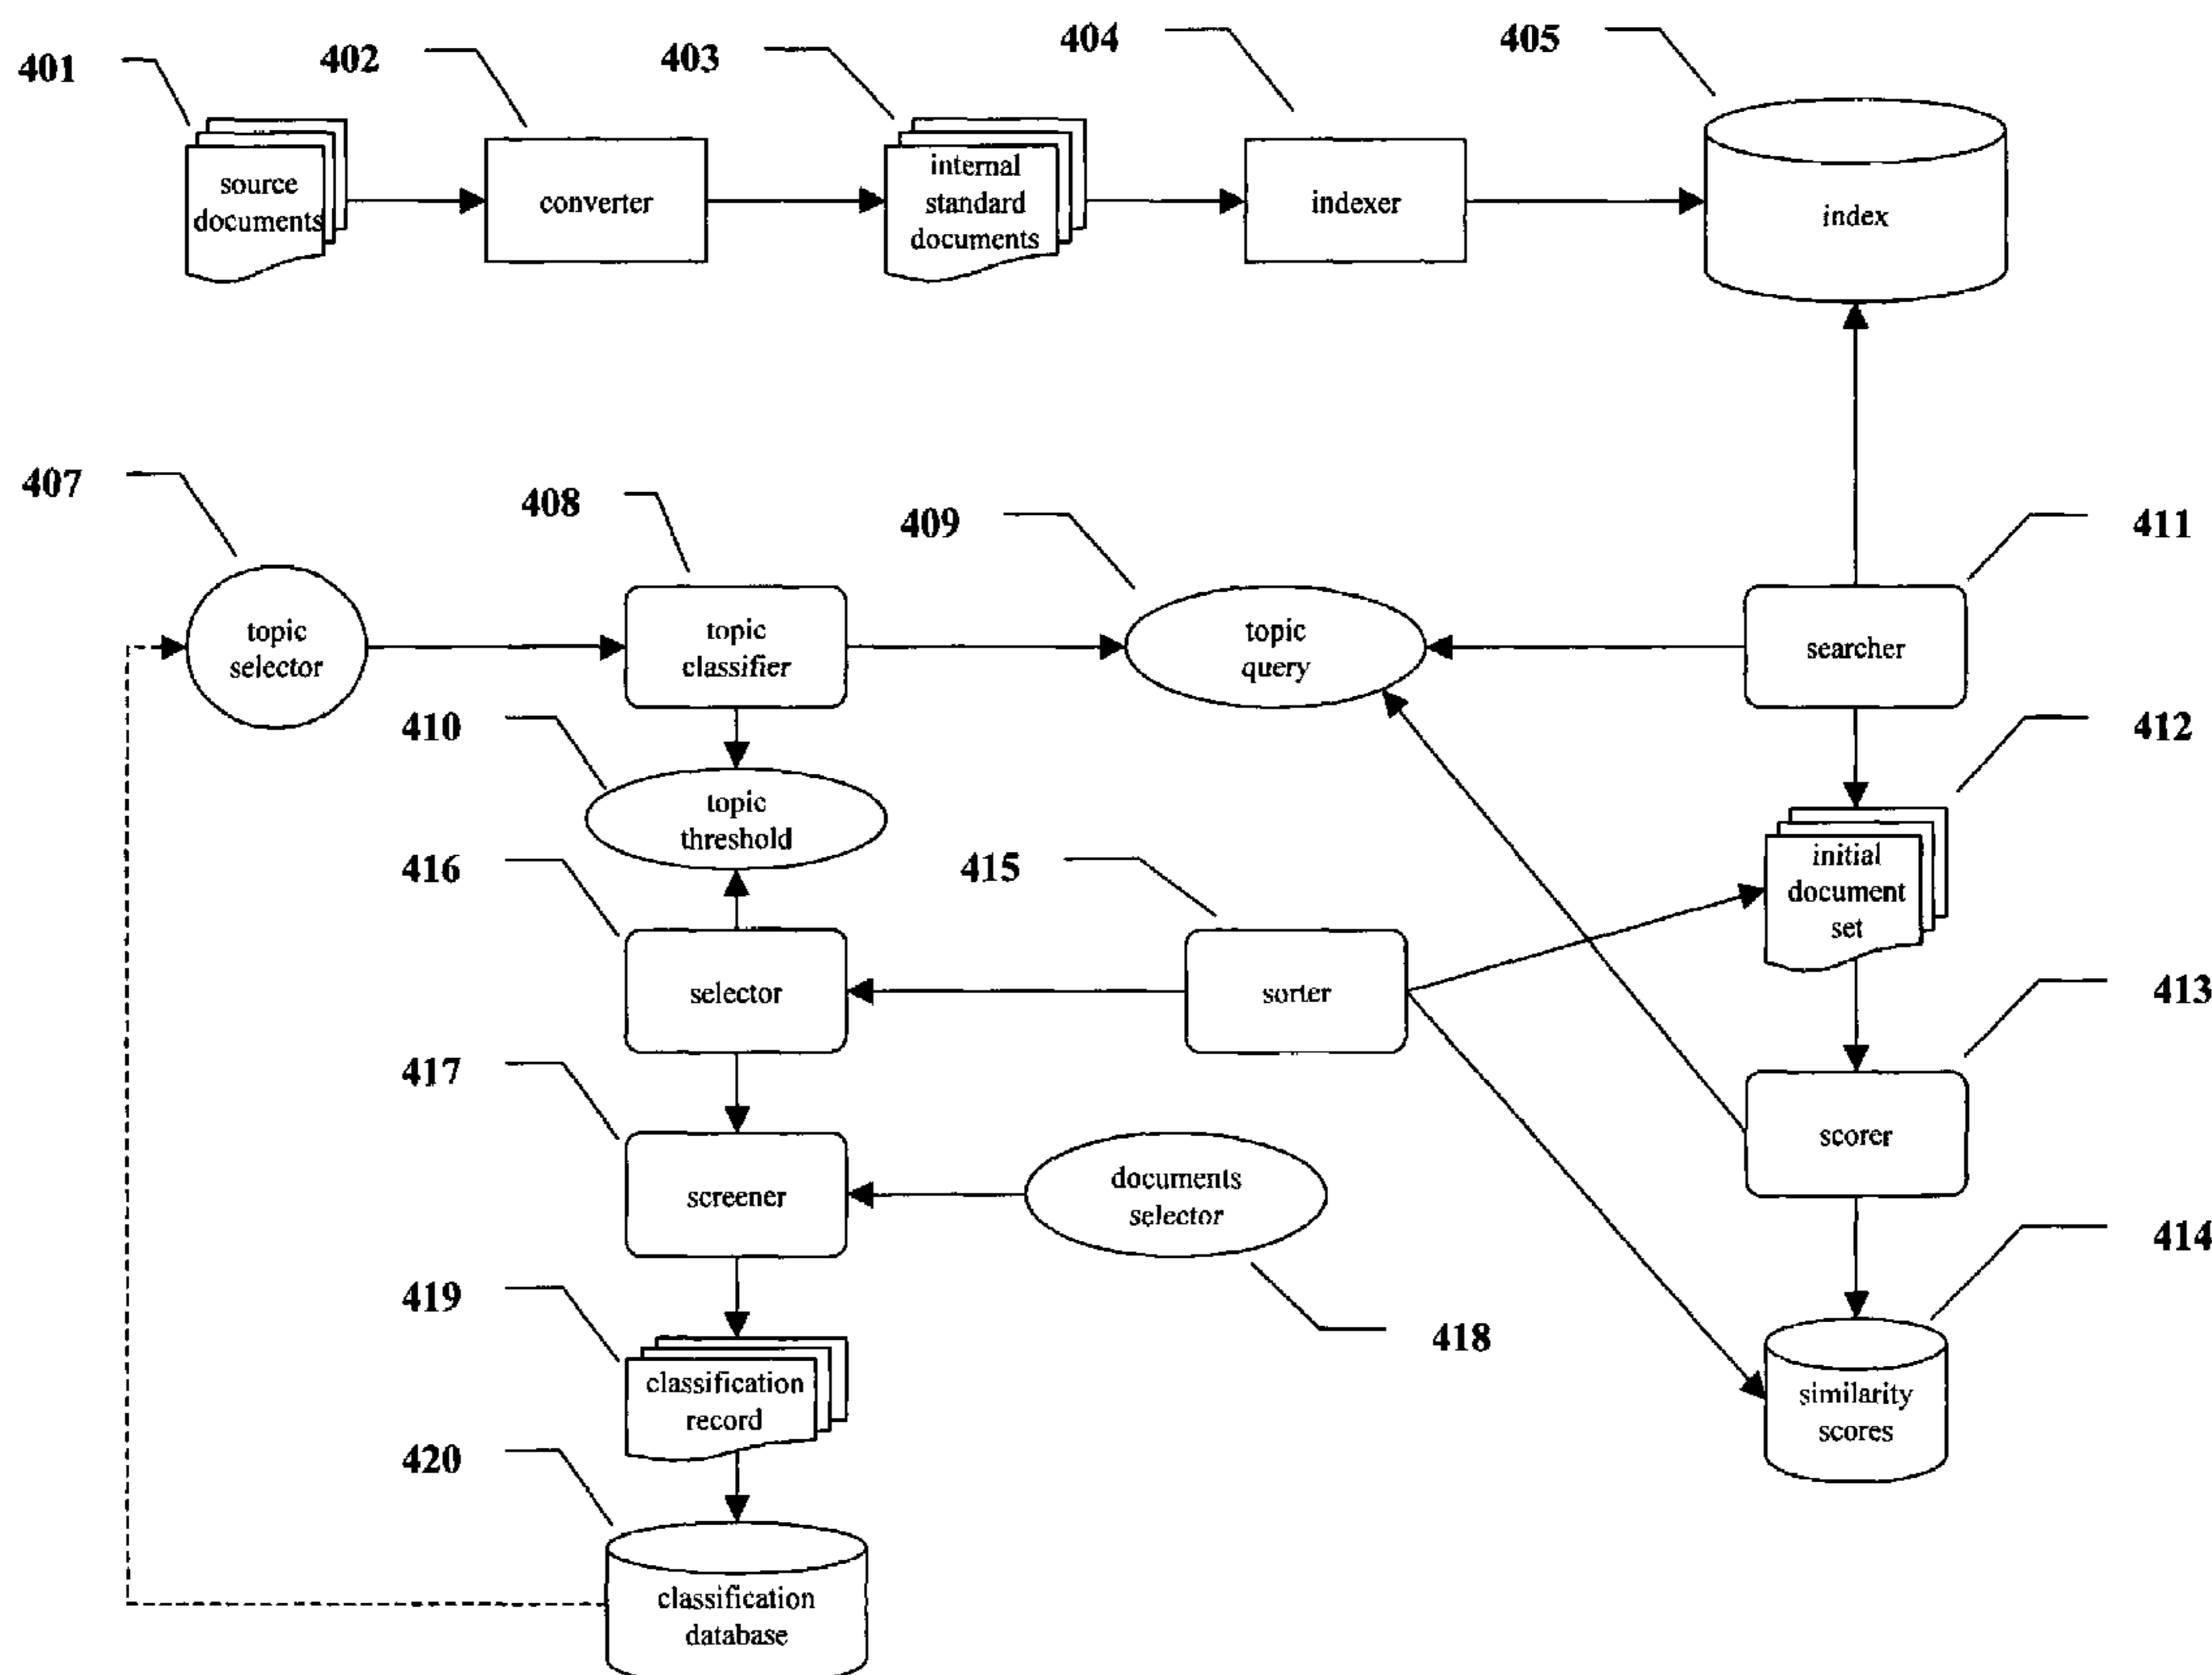 401
402
403
404
405
source
documents
converter
internal
standard
documents
indexer
index
407
408
409
411
topic
selector
topic
classifier
topic
query
searcher
410
412
topic
threshold
416
415
initial
document
set
selector
sorter
413
417
scorer
screener
documents
selector
414
419
418
classification
record
similarity
scores
420
classification
database